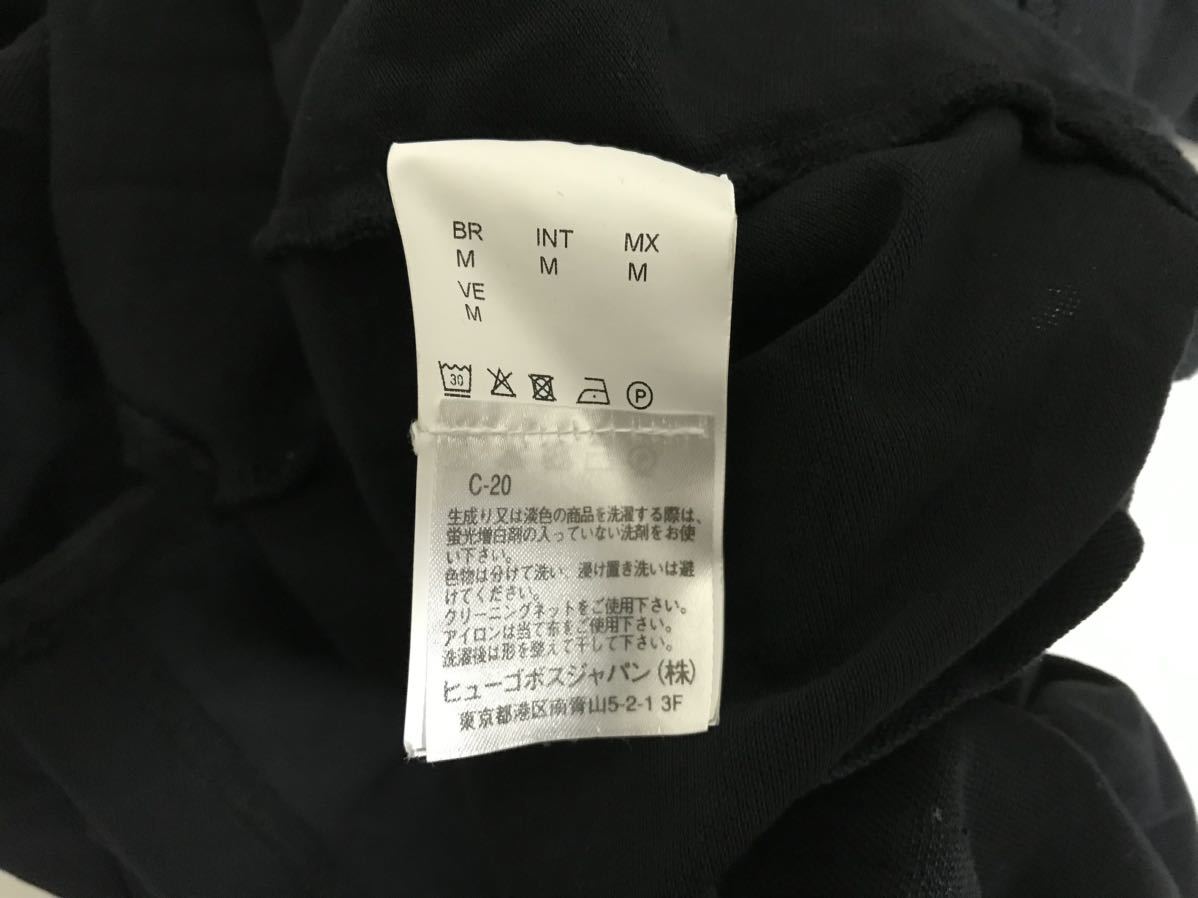 BR INT MX
M M M
VE
M
30 P
C-20
生成り又は淡色の商品を洗濯する際は、
蛍光増白剤の入っていない洗剤をお使
い下さい。
色物は分けて洗い、浸け置き洗いは避
けてください。
クリーニングネットをご使用下さい。
アイロンは当て布をご使用下さい。
洗濯後は形を整えて干して下さい。
ヒューゴボスジャパン(株)
東京都港区南青山5-2-1 3F